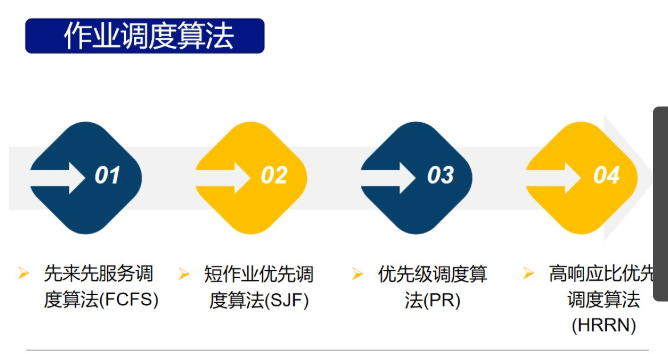 作业调度算法
01
02
03
04
先来先服务调
度算法(FCFS)
短作业优先调
度算法(SJF)
优先级调度算
法(PR)
高响应比优先
调度算法
(HRRN)